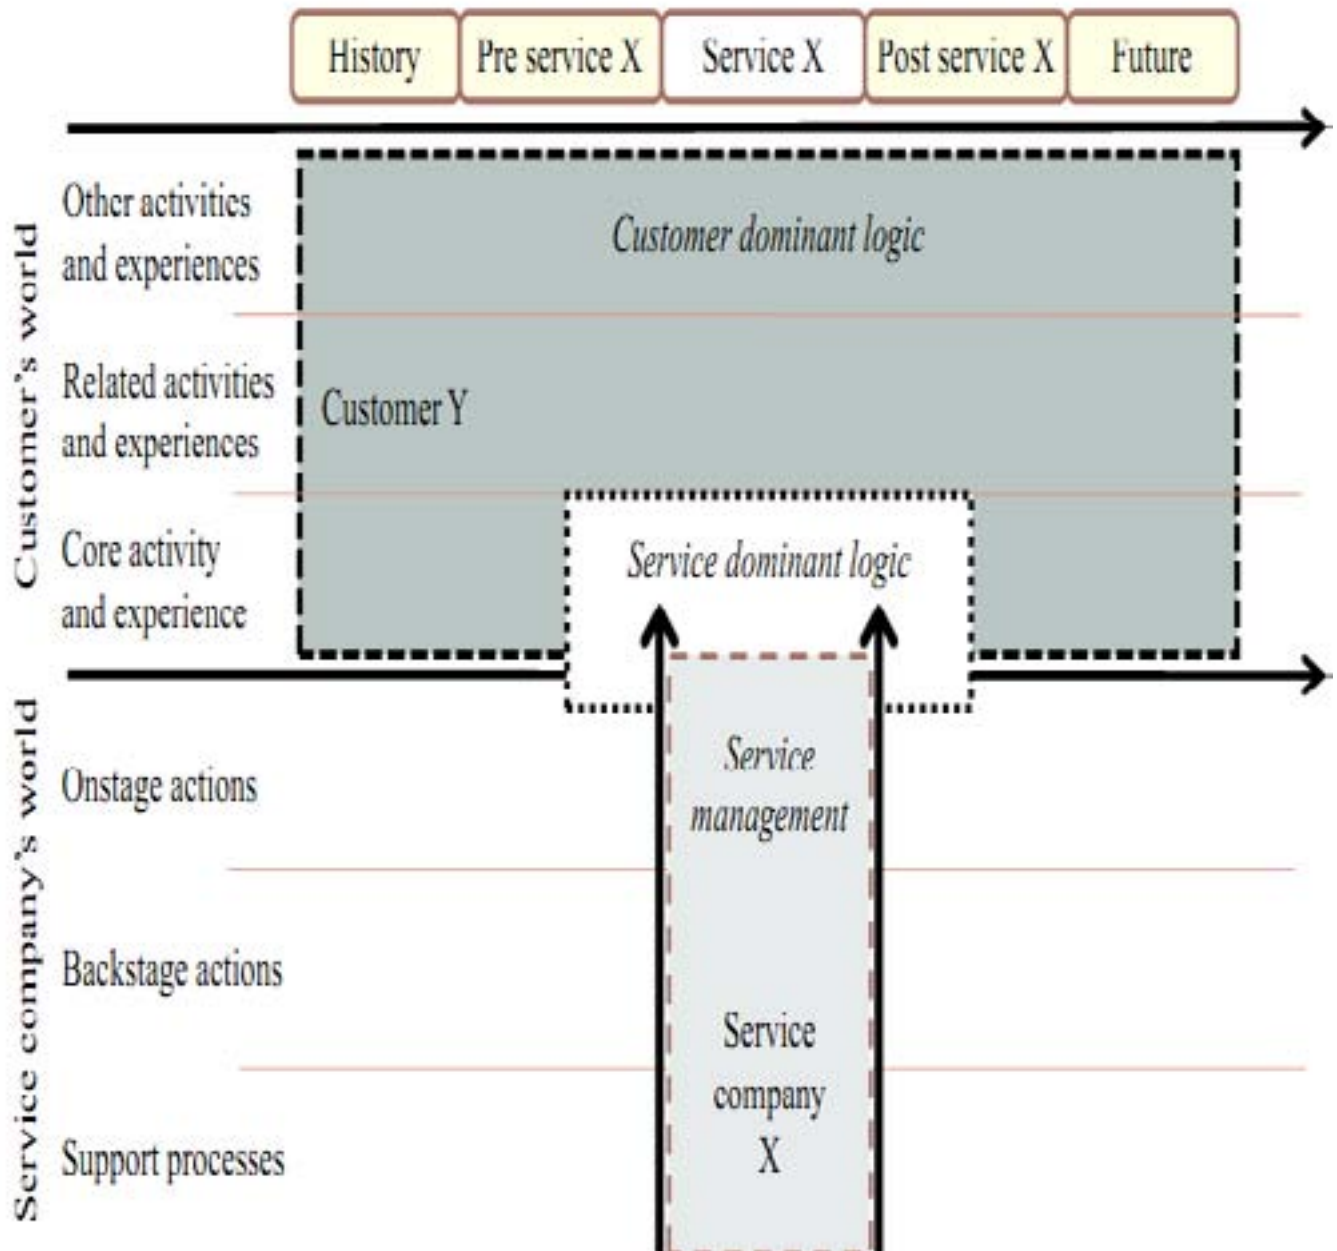 History
Pre service X
Service X
Post service X
Future
Customer's world
Other activities
and experiences
Customer dominant logic
Related activities
and experiences
Customer Y
Core activity
and experience
Service dominant logic
Service company's world
Onstage actions
Service
management
Backstage actions
Service
company
X
Support processes